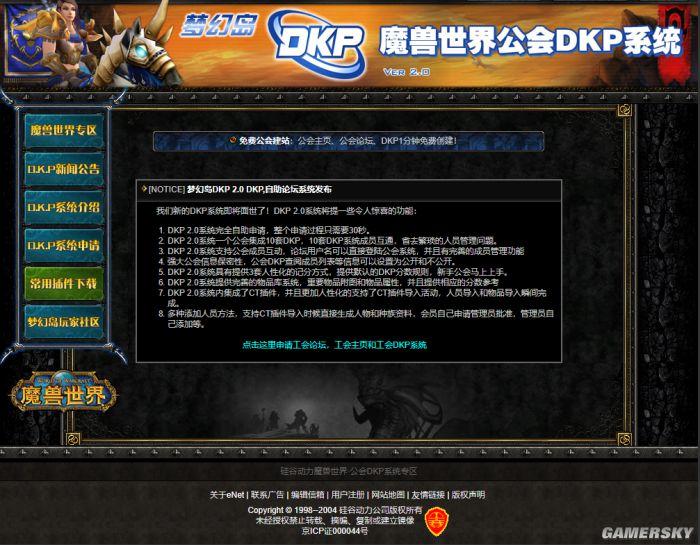 梦幻岛
DKP
魔兽世界公会DKP系统
VER 2.0
魔兽世界专区
D.K.P新闻公告
D.K.P系统介绍
D.K.P系统申请
常用插件下载
梦幻岛玩家社区
WORLD OF WARCRAFT
魔兽世界
免费公会建站：公会主页、公会论坛、DKP1分钟免费创建！
[NOTICE] 梦幻岛DKP 2.0 DKP,自助论坛系统发布
我们新的DKP系统即将面世了！DKP 2.0系统将提一些令人惊喜的功能：
1. DKP 2.0系统完全自助申请，整个申请过程只需要30秒。
2. DKP 2.0系统一个公会集成10套DKP，10套DKP系统成员互通，省去繁琐的人员管理问题。
3. DKP 2.0系统支持公会成员互动，论坛用户名可以直接登陆公会系统，并且有完善的成员管理功能
4. 强大公会信息保密性，公会DKP查阅成员列表等信息可以设置为公开和不公开。
5. DKP 2.0系统具有提供3套人性化的记分方式，提供默认的DKP分数规则，新手公会马上上手。
6. DKP 2.0系统提供完善的物品库系统，重要物品附图和物品属性，并且提供相应的分数参考
7. DKP 2.0系统内集成了CT插件，并且更加人性化的支持了CT插件导入活动，人员导入和物品导入瞬间完
成。
8. 多种添加人员方法，支持CT插件导入时候直接生成人物和种族资料，会员自己申请管理员批准，管理员自
己添加等。
点击这里申请工会论坛，工会主页和工会DKP系统
硅谷动力魔兽世界·公会DKP系统专区
关于eNet | 联系广告 | 编辑信箱 | 用户注册 | 网站地图 | 友情链接 | 版权声明
Copyright © 1998--2004 硅谷动力公司版权所有
未经授权禁止转载、摘编、复制或建立镜像
京ICP证000044号
GAMERSKY